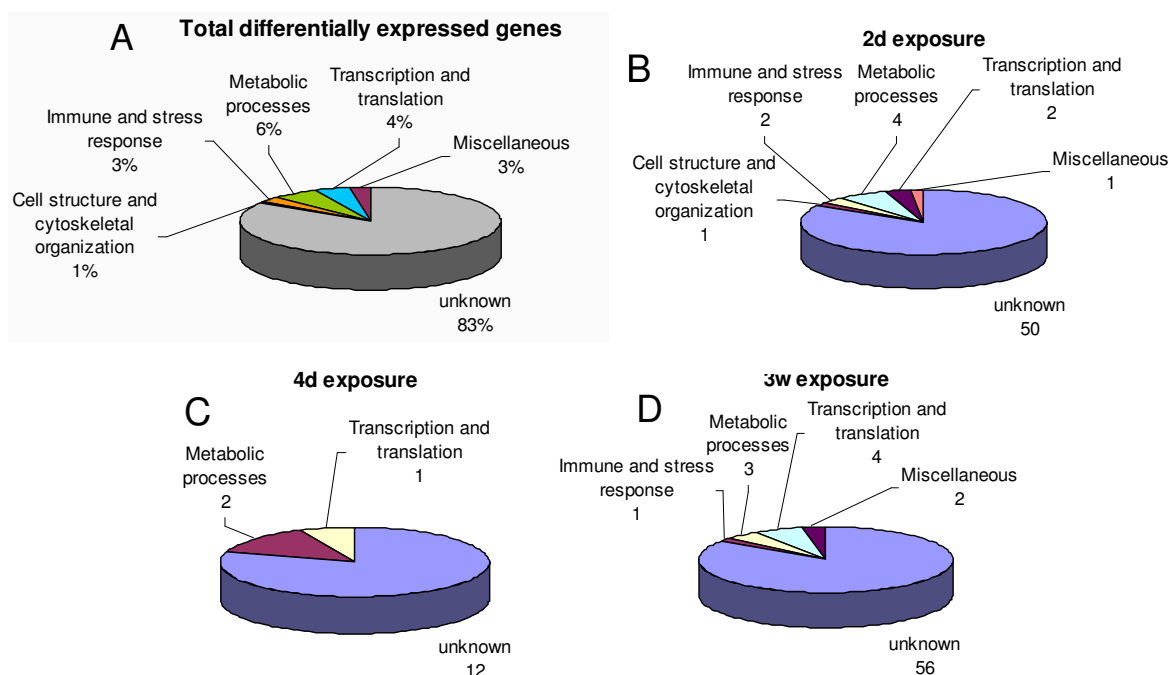 A
Total differentially expressed genes
Metabolic
processes
6%
Transcription and
translation
4%
Immune and stress
response
3%
Miscellaneous
3%
Cell structure and
cytoskeletal
organization
1%
unknown
83%
B
2d exposure
Immune and stress
response
2
Metabolic
processes
4
Transcription and
translation
2
Cell structure and
cytoskeletal
organization
1
Miscellaneous
1
unknown
50
C
4d exposure
Metabolic
processes
2
Transcription and
translation
1
unknown
12
D
3w exposure
Immune and stress
response
1
Metabolic
processes
3
Transcription and
translation
4
Miscellaneous
2
unknown
56